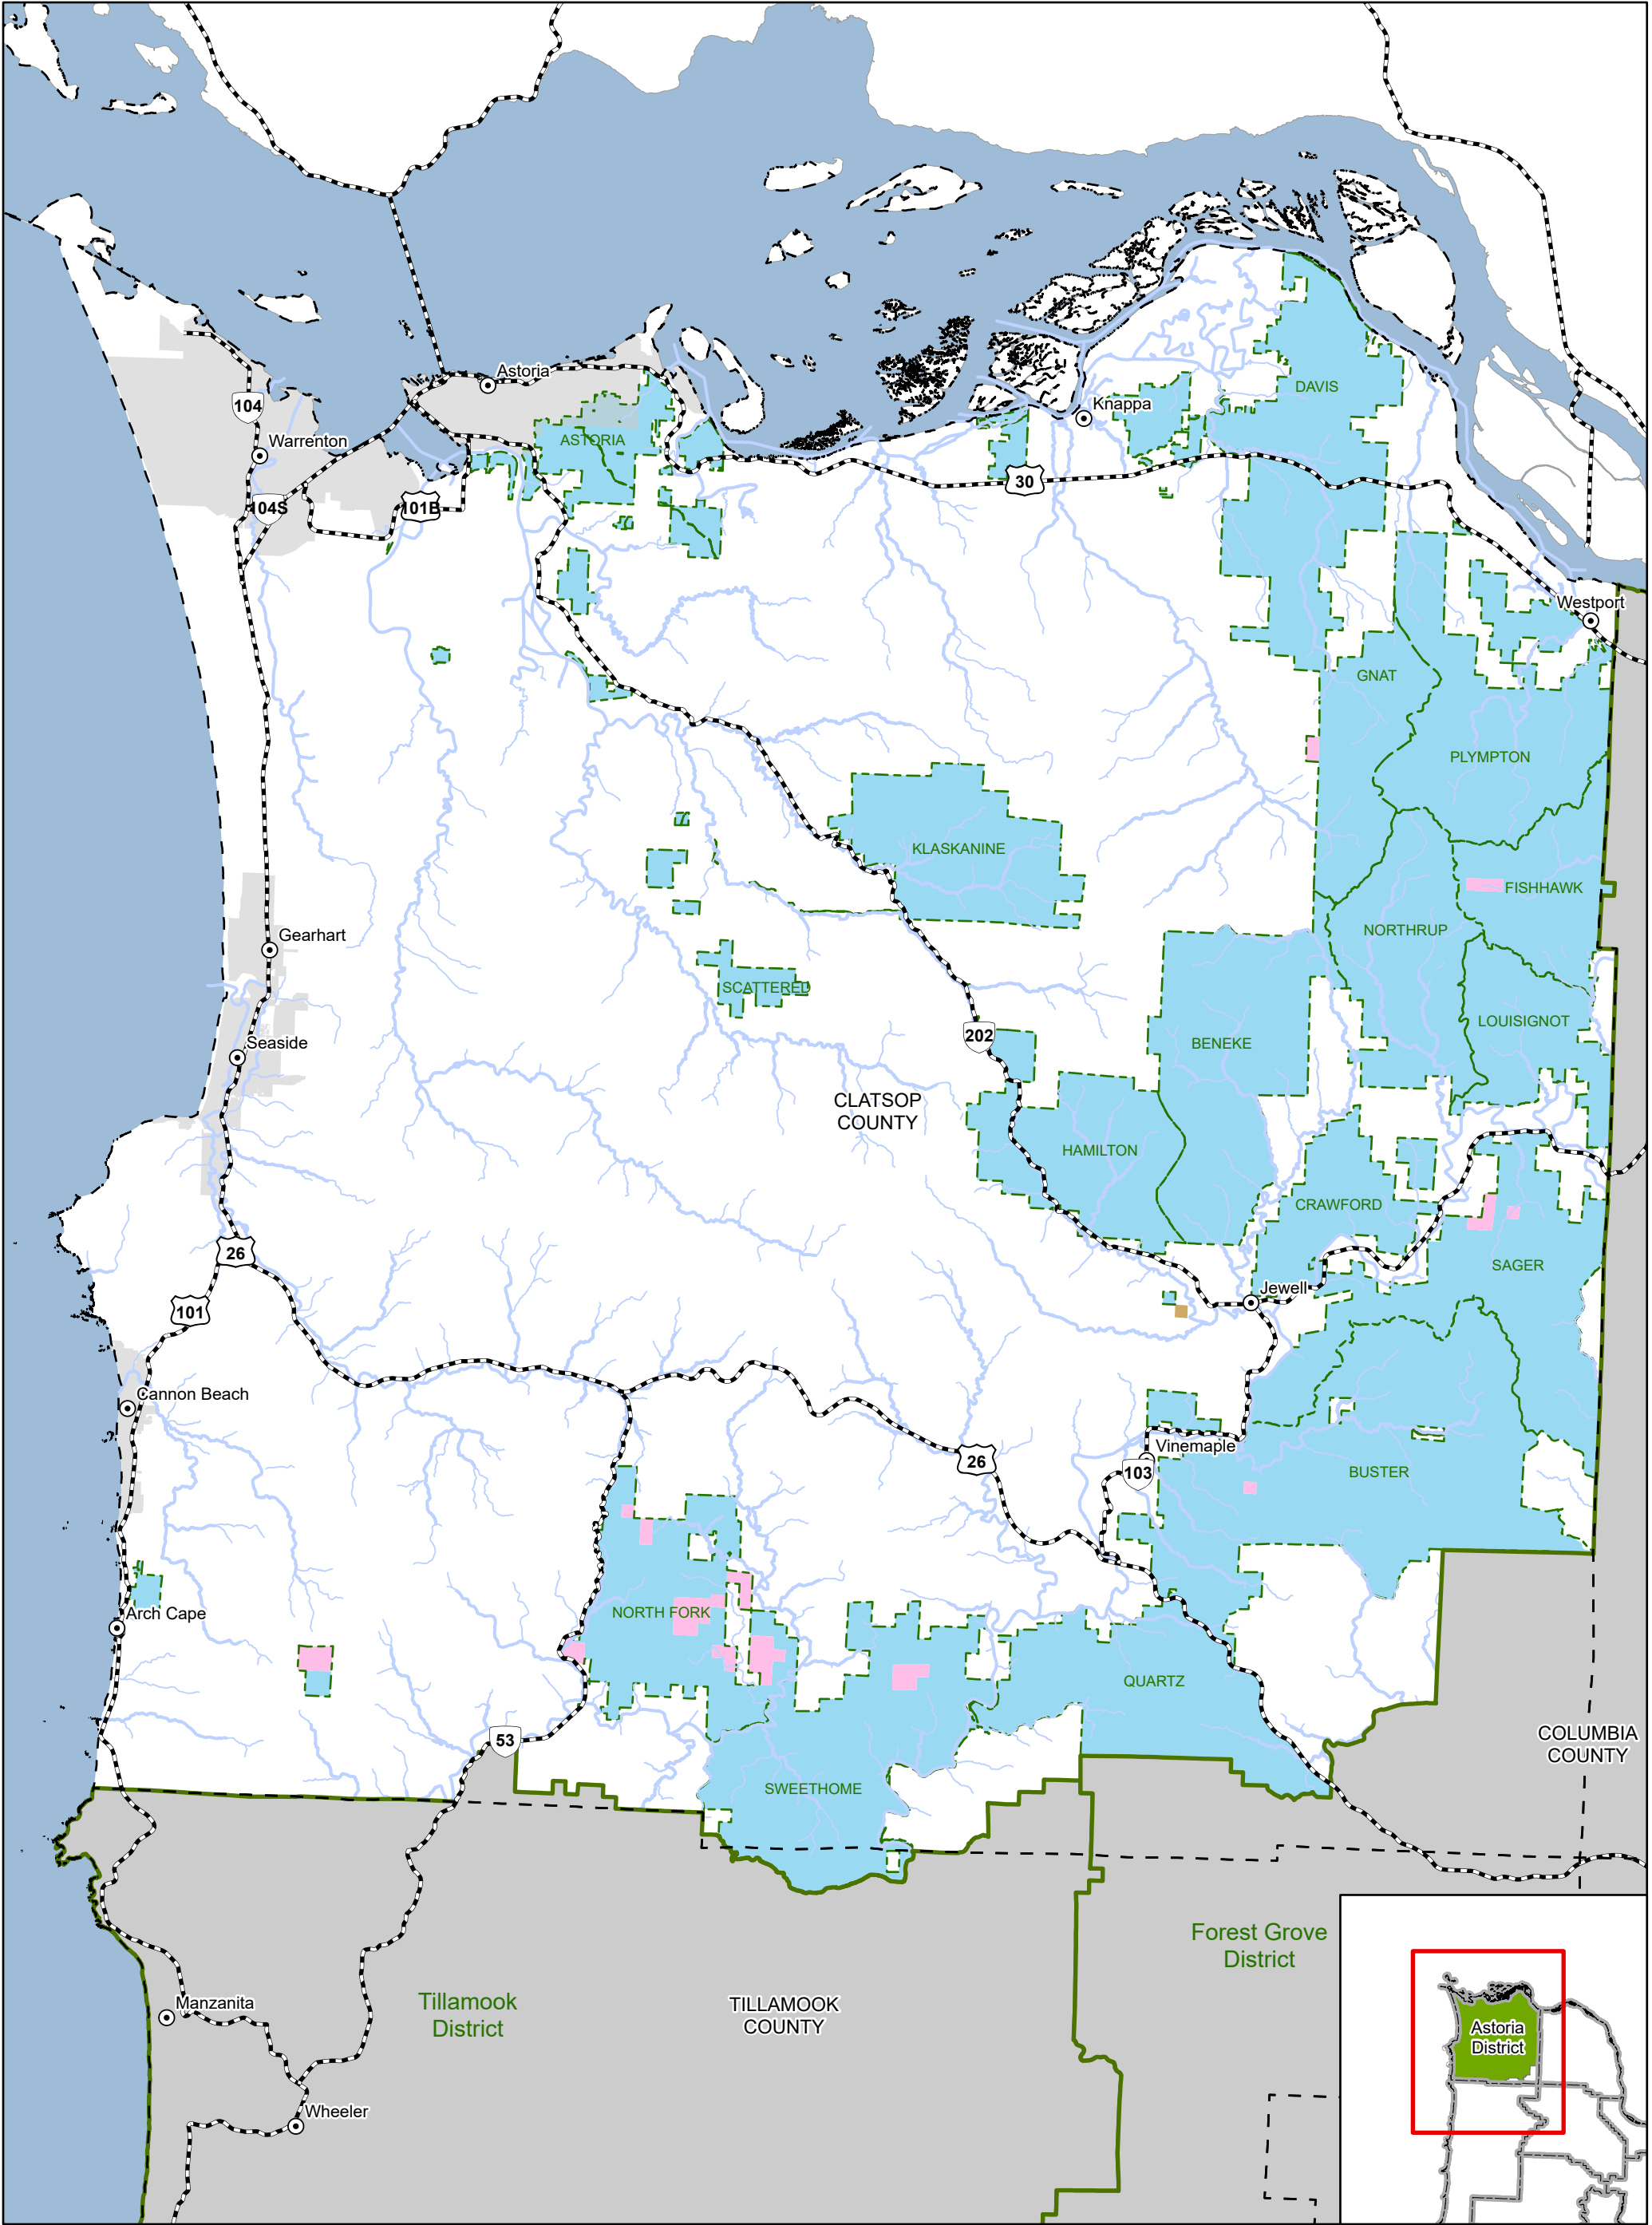 Astoria
Knappa
DAVIS
104
Warrenton
ASTORIA
30
104S
101B
Westport
GNAT
PLYMPTON
KLASKANINE
FISHHAWK
NORTHRUP
Gearhart
SCATTERED
LOUISIGNOT
202
BENEKE
Seaside
CLATSOP
COUNTY
HAMILTON
CRAWFORD
26
SAGER
Jewell
101
Cannon Beach
Vinemaple
26
103
BUSTER
NORTH FORK
Arch Cape
QUARTZ
53
COLUMBIA
COUNTY
SWEETHOME
Forest Grove
District
Manzanita
Tillamook
District
TILLAMOOK
COUNTY
Astoria
District
Wheeler